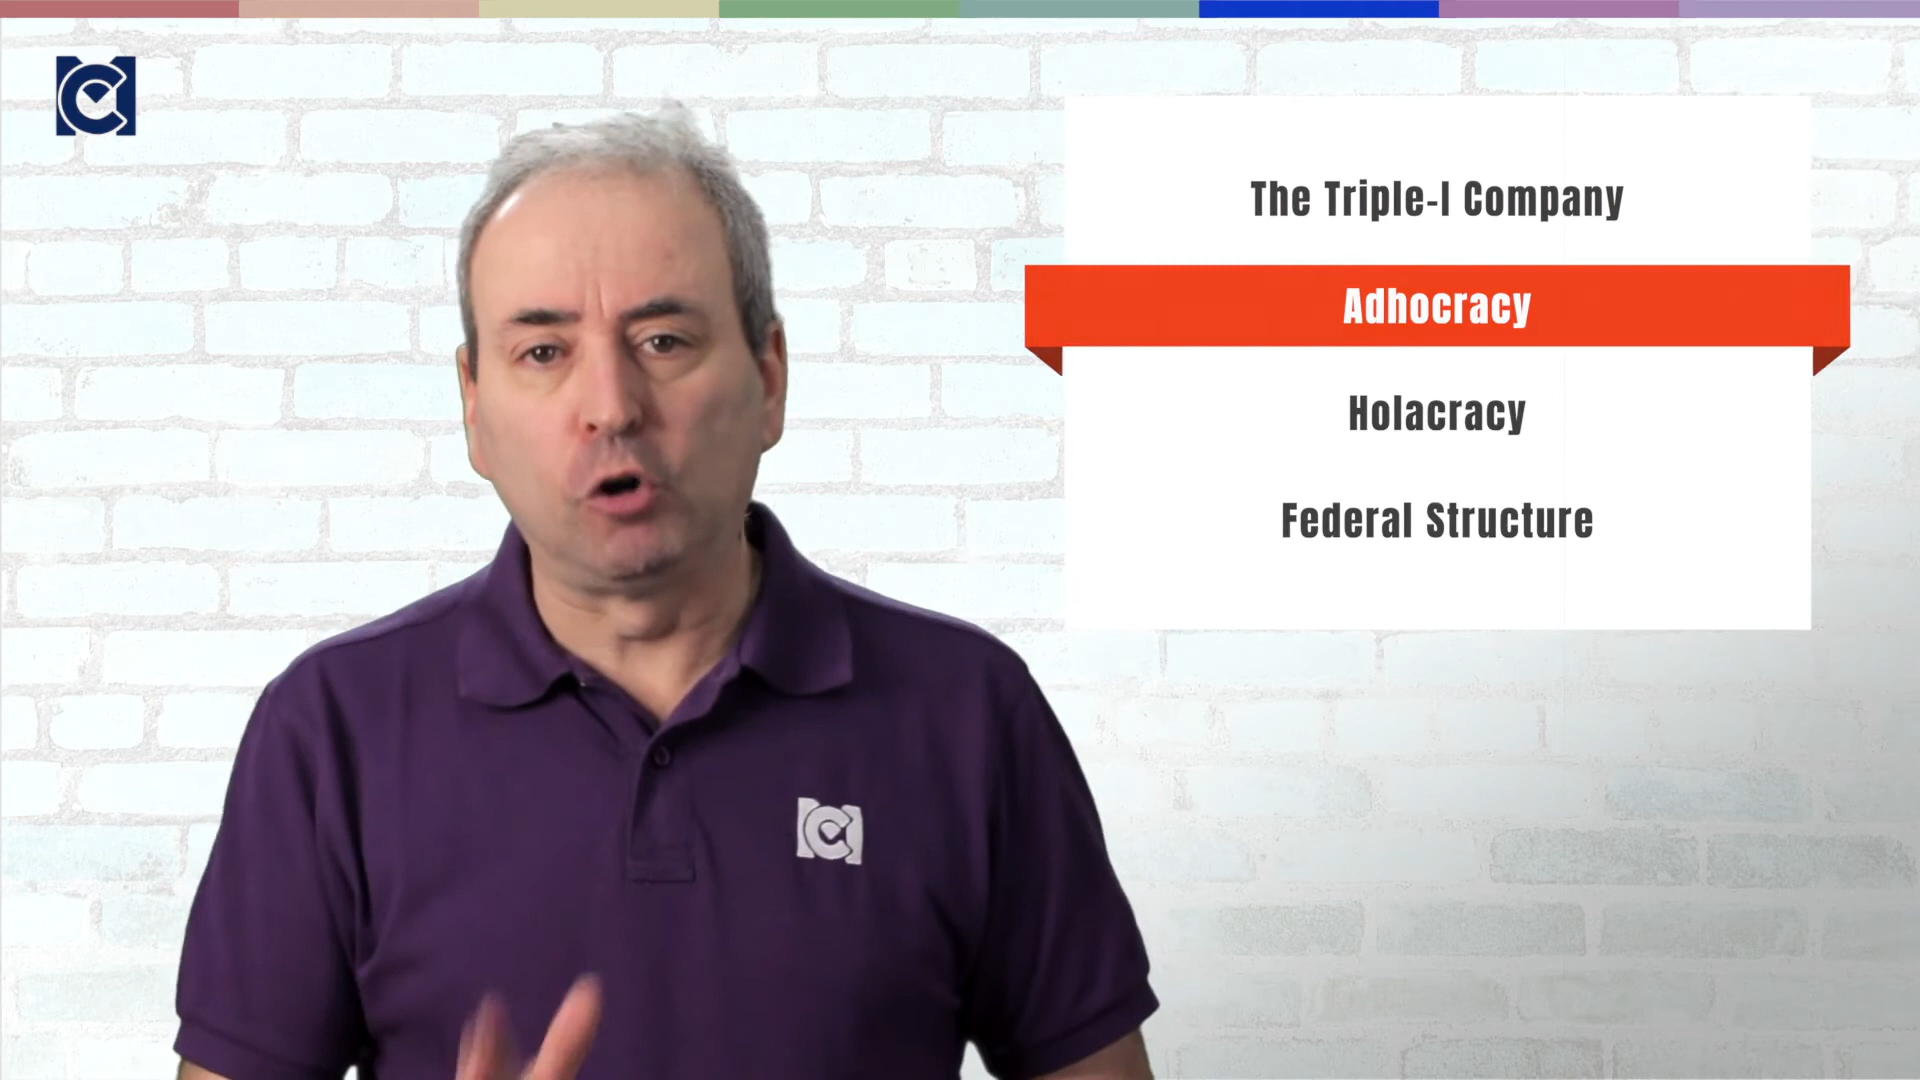 The Triple-I Company
Adhocracy
Holacracy
Federal Structure